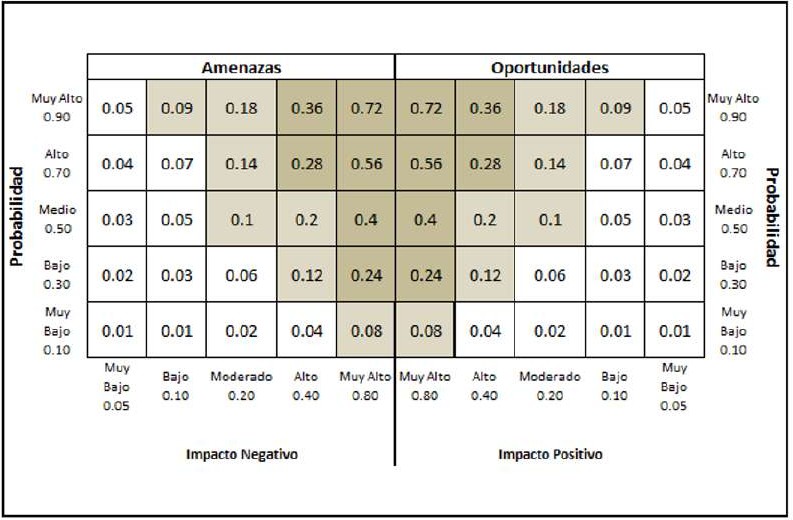 Amenazas Oportunidades
Muy Alto
0.90
0.05 0.09 0.18 0.36 0.72 0.72 0.36 0.18 0.09 0.05
Muy Alto
0.90
Alto
0.70
0.04 0.07 0.14 0.28 0.56 0.56 0.28 0.14 0.07 0.04
Alto
0.70
Medio
0.50
0.03 0.05 0.1 0.2 0.4 0.4 0.2 0.1 0.05 0.03
Medio
0.50
Bajo
0.30
0.02 0.03 0.06 0.12 0.24 0.24 0.12 0.06 0.03 0.02
Bajo
0.30
Muy
Bajo
0.10
0.01 0.01 0.02 0.04 0.08 0.08 0.04 0.02 0.01 0.01
Muy
Bajo
0.10
Probabilidad
Probabilidad
Muy
Bajo
0.05
Bajo
0.10
Moderado
0.20
Alto
0.40
Muy Alto
0.80
Muy Alto
0.80
Alto
0.40
Moderado
0.20
Bajo
0.10
Muy
Bajo
0.05
Impacto Negativo
Impacto Positivo